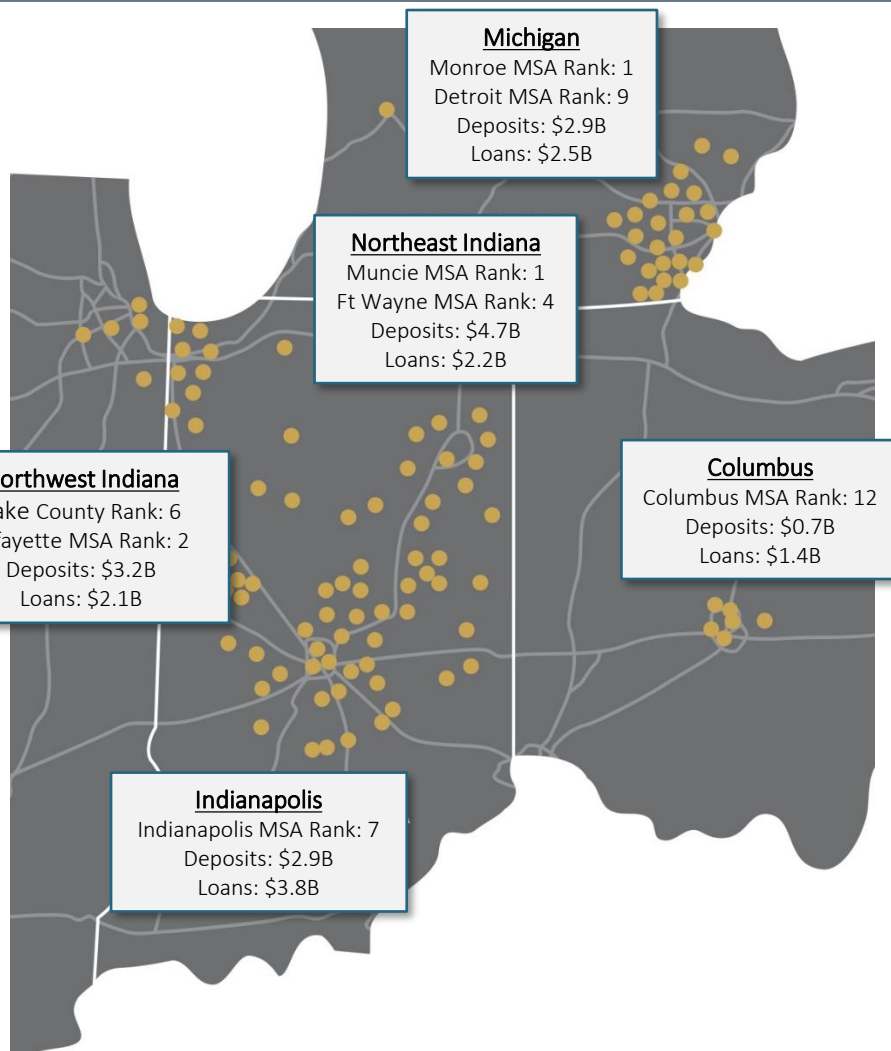 Michigan
Monroe MSA Rank: 1
Detroit MSA Rank: 9
Deposits: $2.9B
Loans: $2.5B
Northeast Indiana
Muncie MSA Rank: 1
Ft Wayne MSA Rank: 4
Deposits: $4.7B
Loans: $2.2B
orthwest Indiana
ake County Rank: 6
fayette MSA Rank: 2
Deposits: $3.2B
Loans: $2.1B
Columbus
Columbus MSA Rank: 12
Deposits: $0.7B
Loans: $1.4B
Indianapolis
Indianapolis MSA Rank: 7
Deposits: $2.9B
Loans: $3.8B